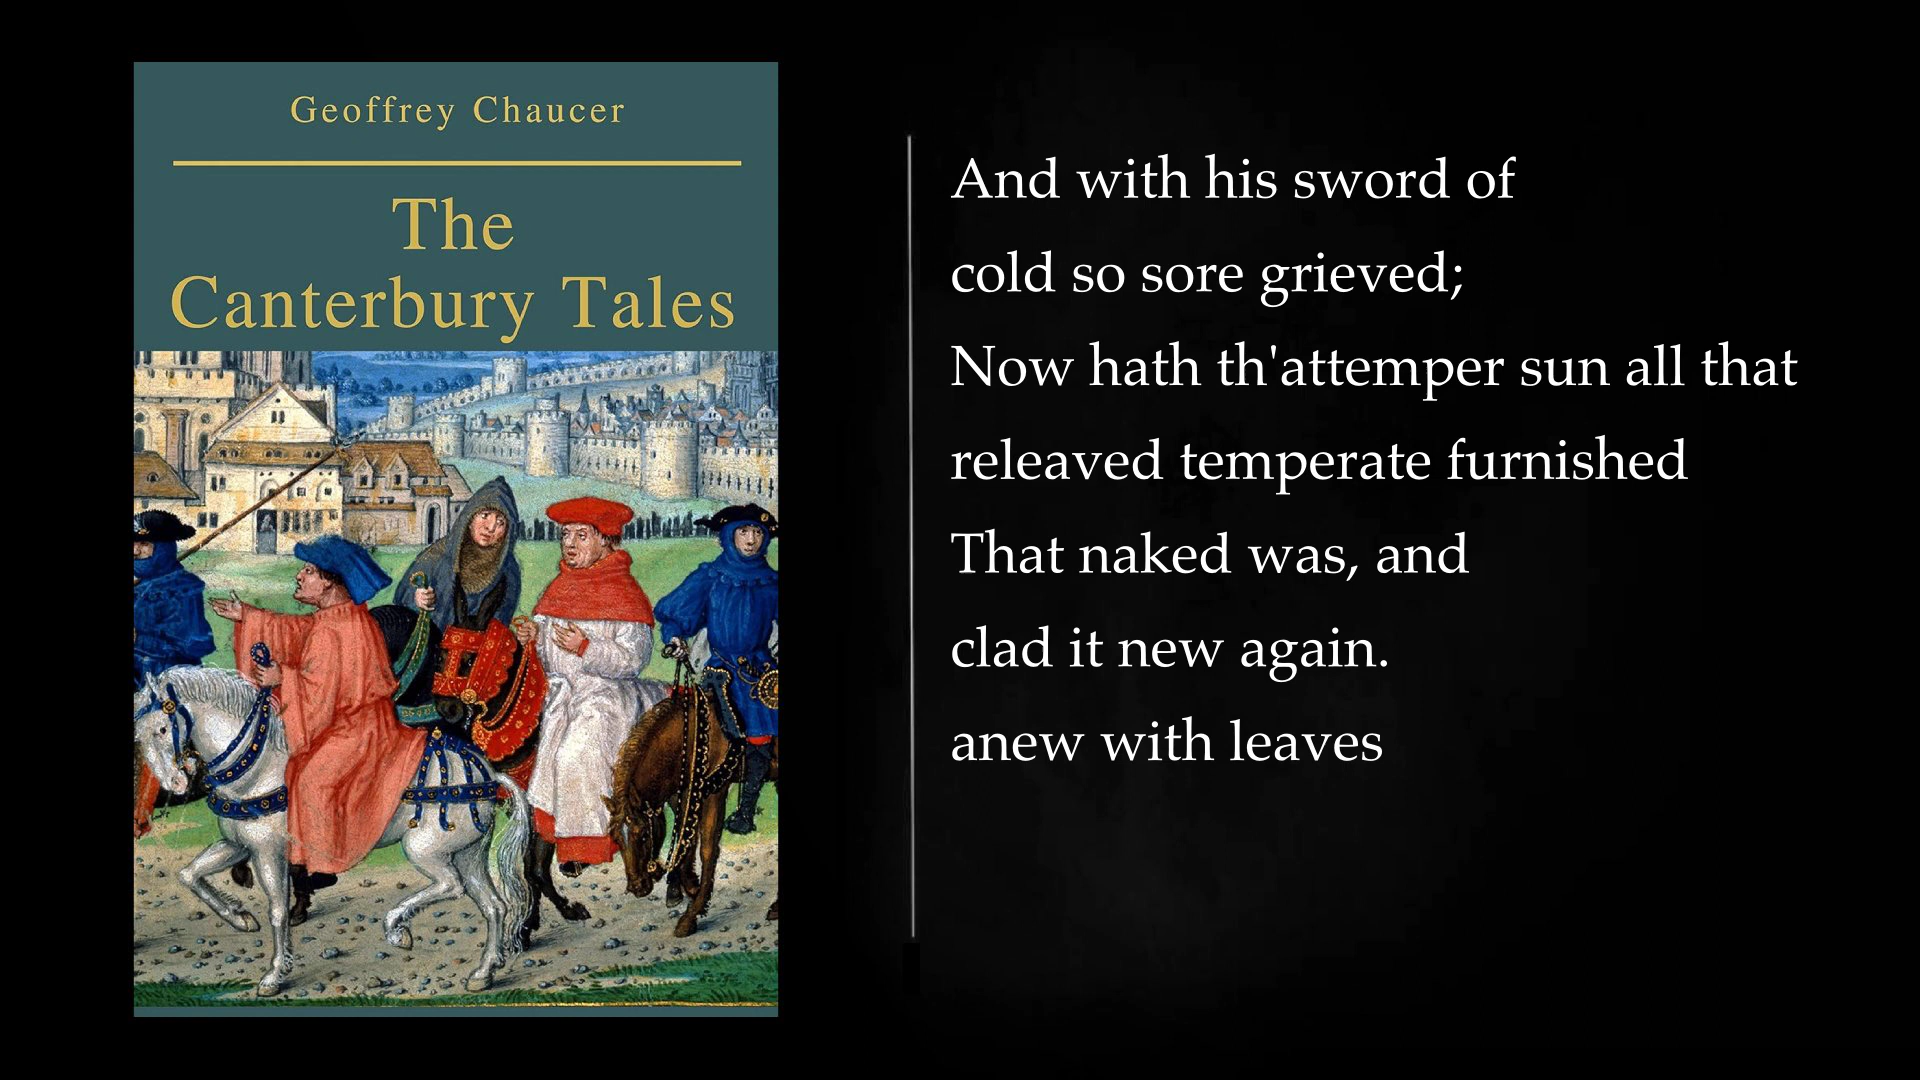 Geoffrey Chaucer
The
Canterbury Tales
And with his sword of
cold so sore grieved;
Now hath th'attemper sun all that
releaved temperate furnished
That naked was, and
clad it new again.
anew with leaves